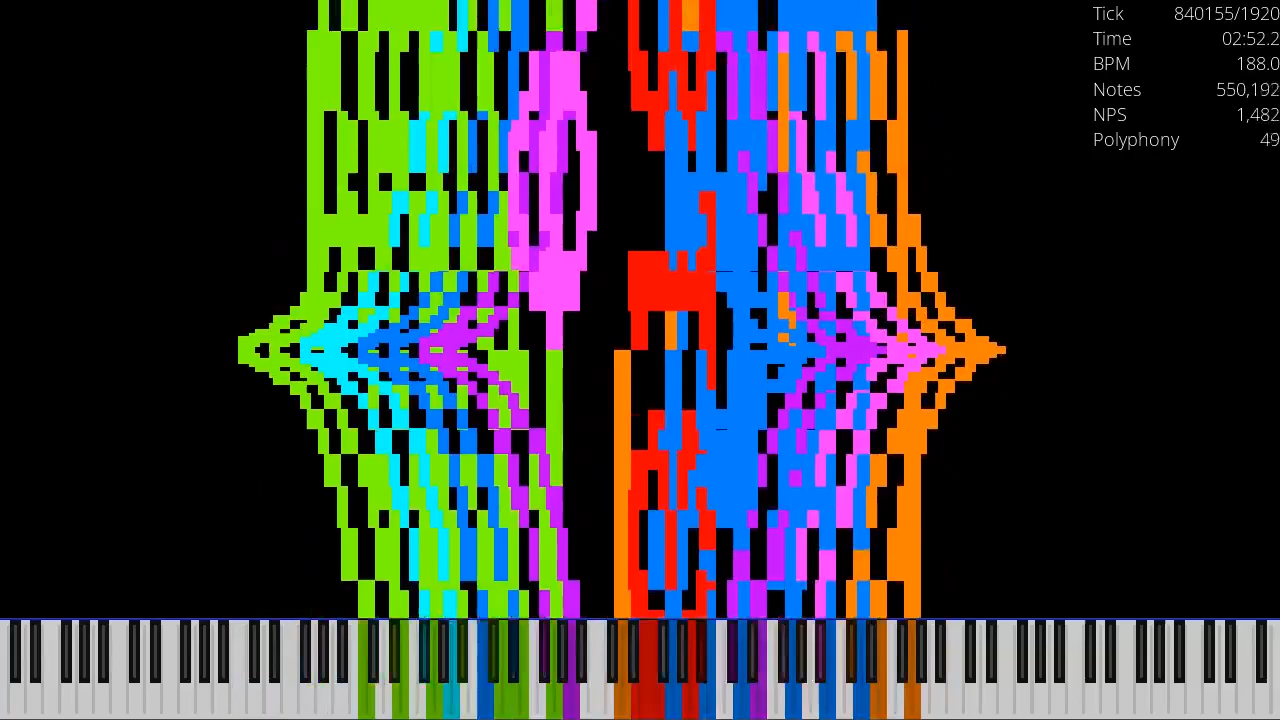 Tick 840155/1920
Time 02:52.2
BPM 188.0
Notes 550,192
NPS 1,482
Polyphony 49